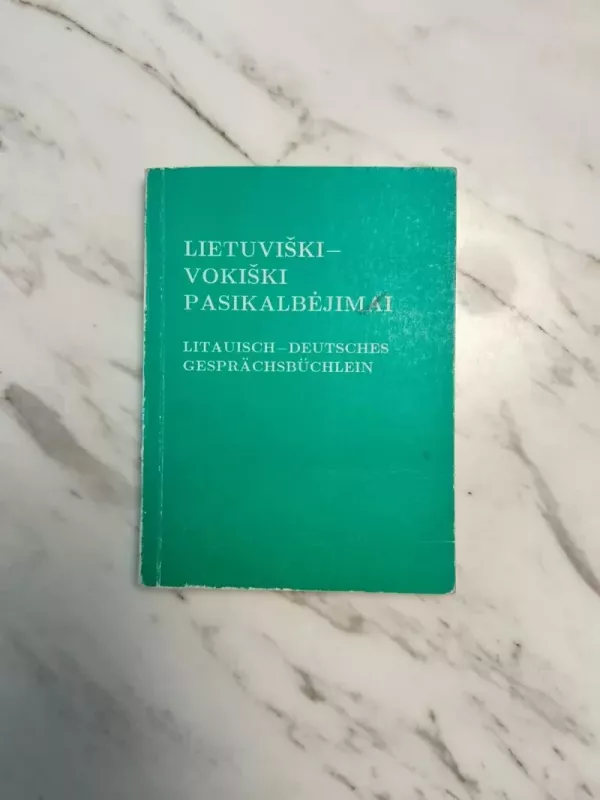 LIETUVIŠKI–
VOKIŠKI
PASIKALBĖJIMAI
LITAUISCH–DEUTSCHES
GESPRÄCHSBÜCHLEIN